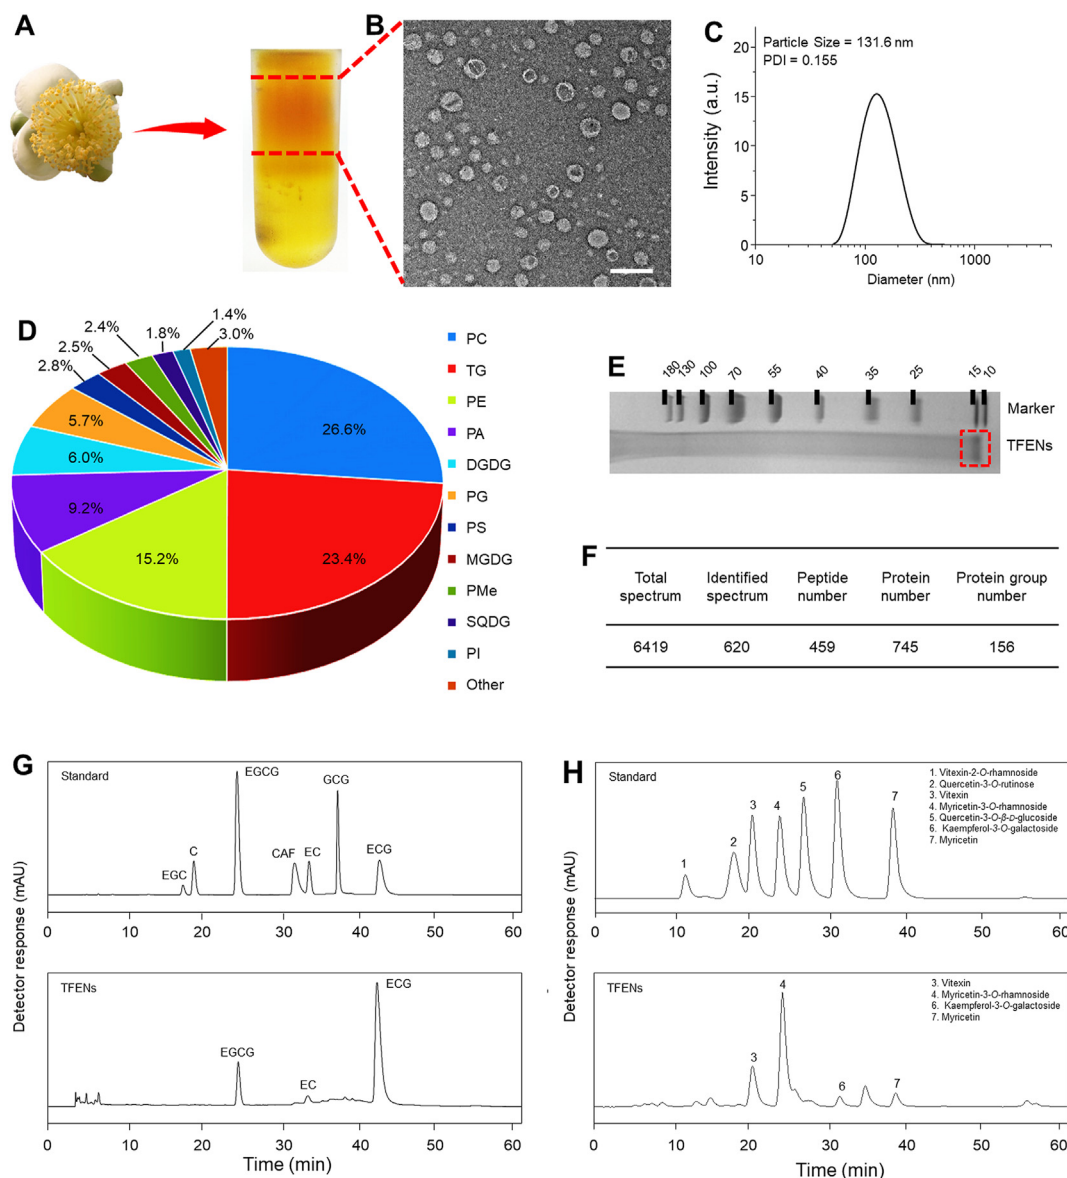 A
B
C
Particle Size = 131.6 nm
PDI = 0.155
Intensity (a.u.)
20
15
10
5
0
10
100
1000
Diameter (nm)
D
2.8%
2.5%
2.4%
1.8%
1.4%
3.0%
5.7%
6.0%
9.2%
15.2%
26.6%
23.4%
PC
TG
PE
PA
DGDG
PG
PS
MGDG
PMe
SQDG
PI
Other
E
180 130 100 70 55 40 35 25 15 10
Marker
TFENs
F
Total spectrum
Identified spectrum
Peptide number
Protein number
Protein group number
6419 620 459 745 156
G
Detector response (mAU)
Standard
EGC
C
EGCG
CAF
EC
GCG
ECG
0 10 20 30 40 50 60
TFENs
EGCG
EC
ECG
0 10 20 30 40 50 60
Time (min)
H
Detector response (mAU)
Standard
1 2 3 4 5 6 7
1. Vitexin-2-O-rhamnoside
2. Quercetin-3-O-rutinose
3. Vitexin
4. Myricetin-3-O-rhamnoside
5. Quercetin-3-O-β-D-glucoside
6. Kaempferol-3-O-galactoside
7. Myricetin
0 10 20 30 40 50 60
TFENs
3 4 6 7
3. Vitexin
4. Myricetin-3-O-rhamnoside
6. Kaempferol-3-O-galactoside
7. Myricetin
0 10 20 30 40 50 60
Time (min)